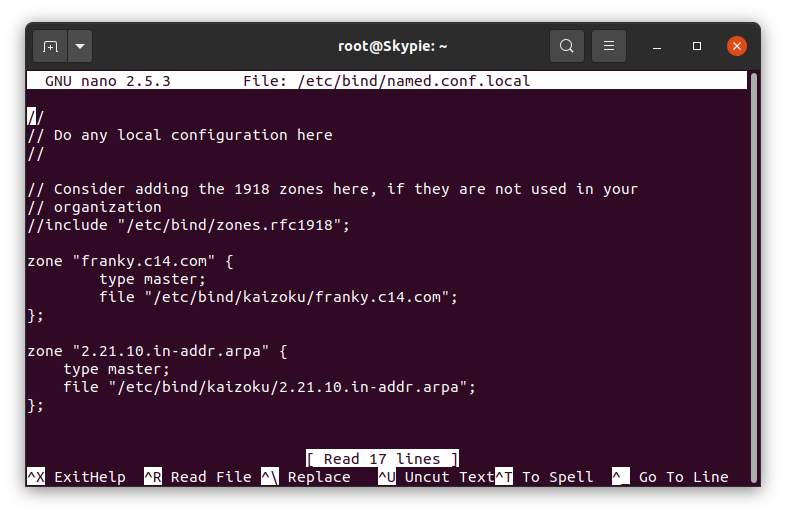 root@Skypie: ~
GNU nano 2.5.3 File: /etc/bind/named.conf.local
//
// Do any local configuration here
//
// Consider adding the 1918 zones here, if they are not used in your
// organization
//include "/etc/bind/zones.rfc1918";
zone "franky.c14.com" {
type master;
file "/etc/bind/kaizoku/franky.c14.com";
};
zone "2.21.10.in-addr.arpa" {
type master;
file "/etc/bind/kaizoku/2.21.10.in-addr.arpa";
};
[ Read 17 lines ]
^X ExitHelp ^R Read File ^\ Replace ^U Uncut Text^T To Spell ^_ Go To Line